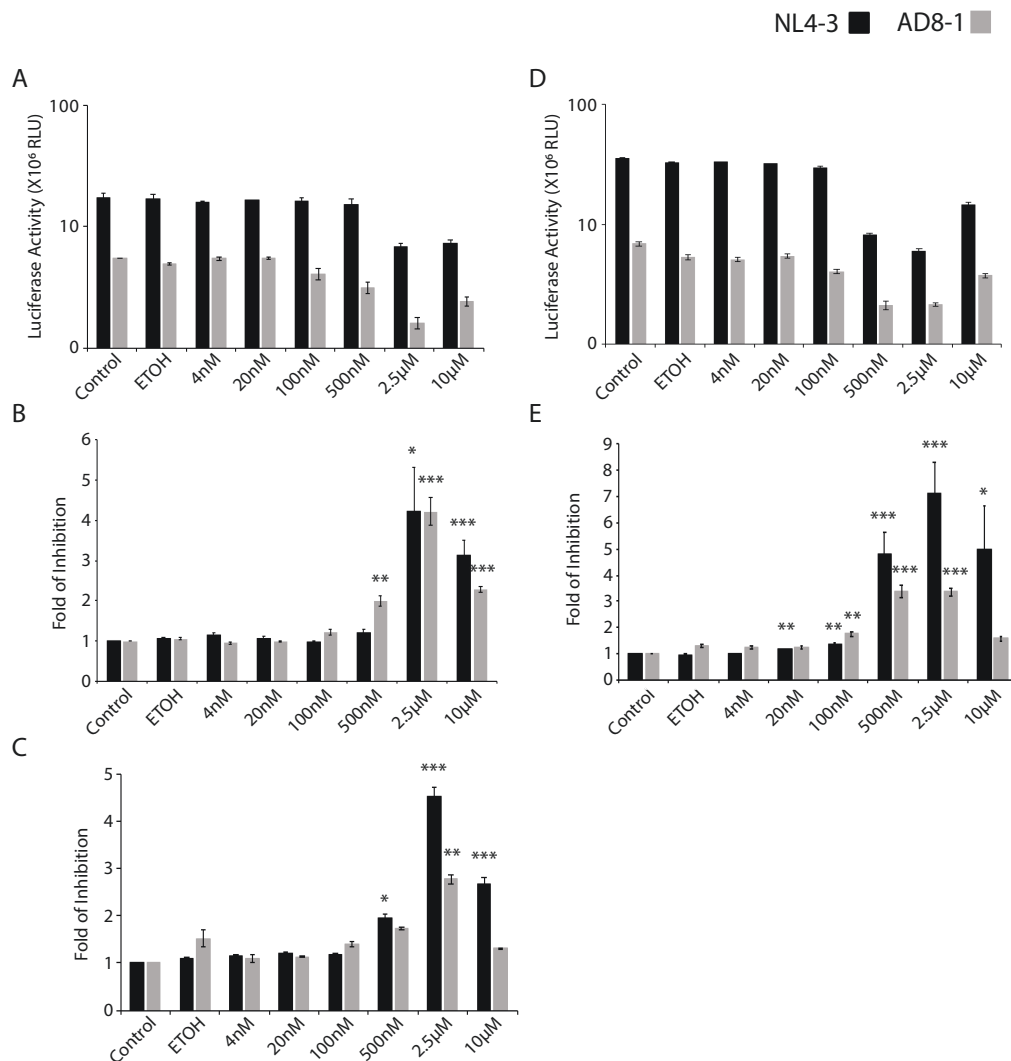 NL4-3 AD8-1
A
Luciferase Activity (X10⁶ RLU)
100
10
0
Control ETOH 4nM 20nM 100nM 500nM 2.5µM 10µM
D
Luciferase Activity (X10⁶ RLU)
100
10
0
Control ETOH 4nM 20nM 100nM 500nM 2.5µM 10µM
B
Fold of Inhibition
6
5
4
3
2
1
0
** * *** *** ***
Control ETOH 4nM 20nM 100nM 500nM 2.5µM 10µM
E
Fold of Inhibition
9
8
7
6
5
4
3
2
1
0
** ** ** *** *** *** *** *
Control ETOH 4nM 20nM 100nM 500nM 2.5µM 10µM
C
Fold of Inhibition
5
4
3
2
1
0
* *** ** ***
Control ETOH 4nM 20nM 100nM 500nM 2.5µM 10µM